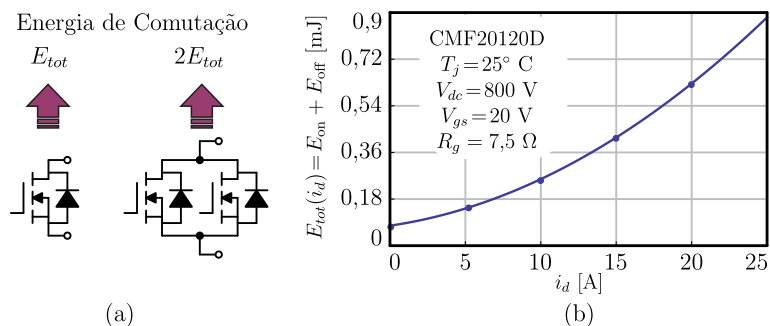 Energia de Comutação
E_tot
2E_tot
(a)
E_tot(i_d) = E_on + E_off [mJ]
0,9
0,72
0,54
0,36
0,18
0
CMF20120D
T_j=25° C
V_dc=800 V
V_gs=20 V
R_g = 7,5 Ω
0 5 10 15 20 25
i_d [A]
(b)